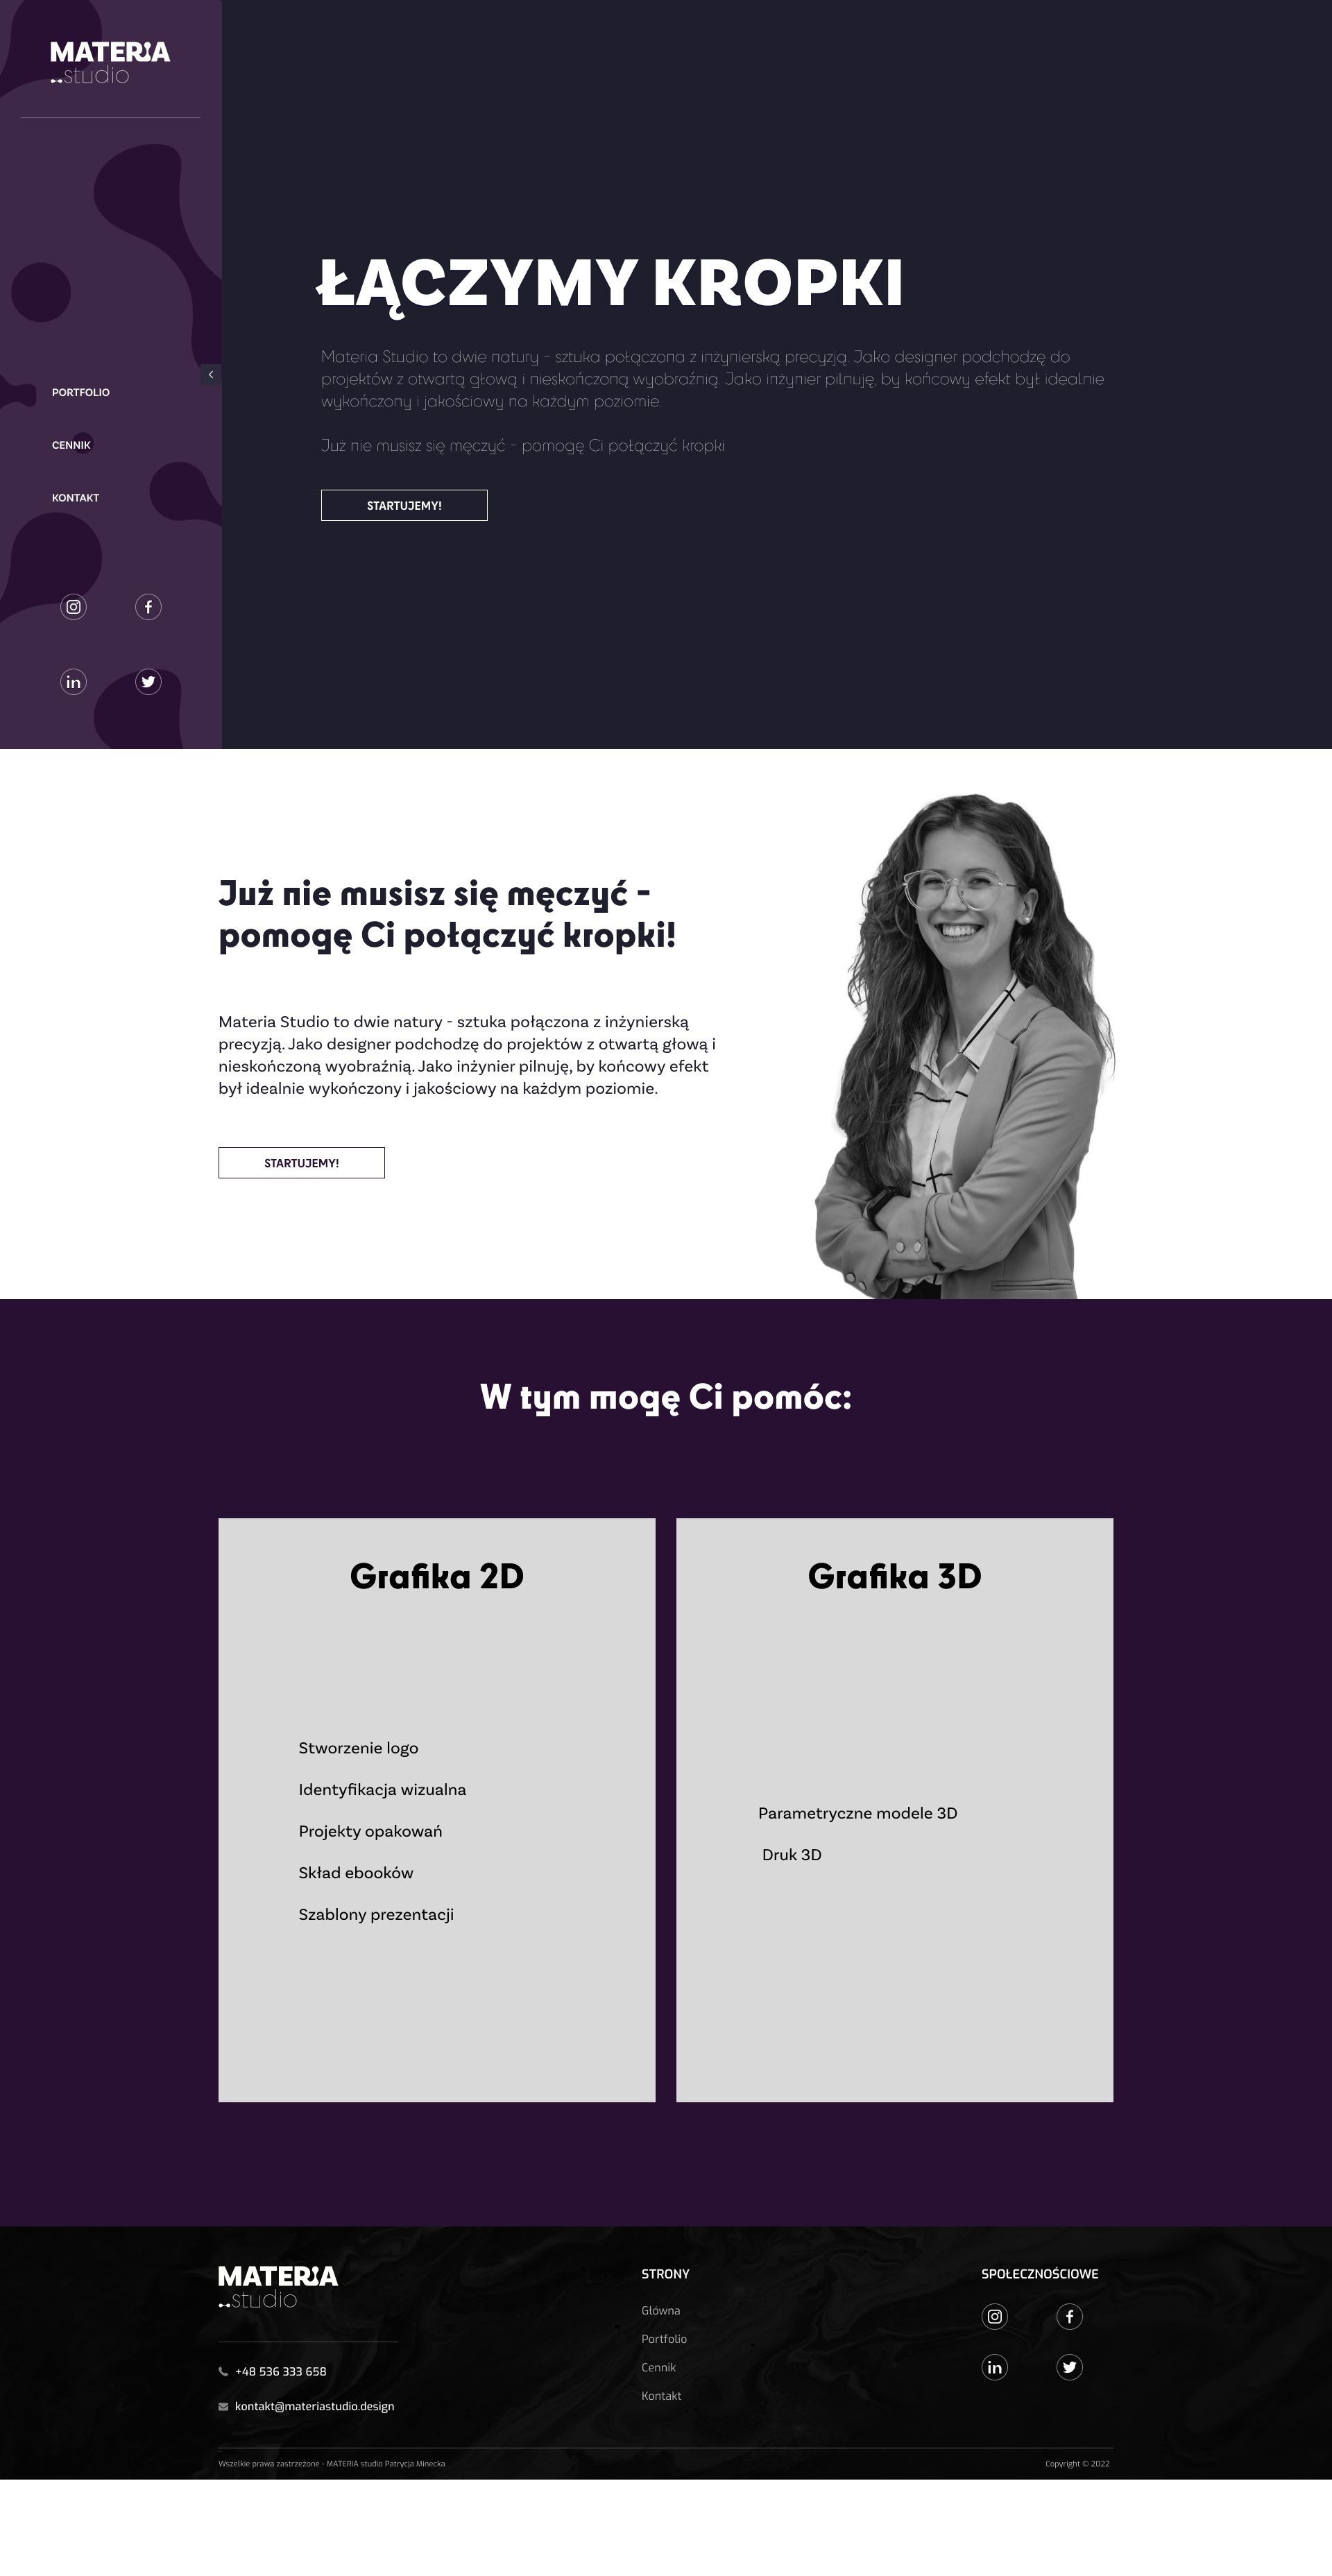 MATERIA
studio
PORTFOLIO
CENNIK
KONTAKT
ŁĄCZYMY KROPKI
Materia Studio to dwie natury - sztuka połączona z inżynierską precyzją. Jako designer podchodzę do
projektów z otwartą głową i nieskończoną wyobraźnią. Jako inżynier pilnuję, by końcowy efekt był idealnie
wykończony i jakościowy na każdym poziomie.
Już nie musisz się męczyć - pomogę Ci połączyć kropki
STARTUJEMY!
Już nie musisz się męczyć -
pomogę Ci połączyć kropki!
Materia Studio to dwie natury - sztuka połączona z inżynierską
precyzją. Jako designer podchodzę do projektów z otwartą głową i
nieskończoną wyobraźnią. Jako inżynier pilnuję, by końcowy efekt
był idealnie wykończony i jakościowy na każdym poziomie.
STARTUJEMY!
W tym mogę Ci pomóc:
Grafika 2D
Stworzenie logo
Identyfikacja wizualna
Projekty opakowań
Skład ebooków
Szablony prezentacji
Grafika 3D
Parametryczne modele 3D
Druk 3D
MATERIA
studio
+48 536 333 658
kontakt@materiastudio.design
STRONY
Główna
Portfolio
Cennik
Kontakt
SPOŁECZNOŚCIOWE
Wszelkie prawa zastrzeżone - MATERIA studio Patrycja Minecka
Copyright © 2022